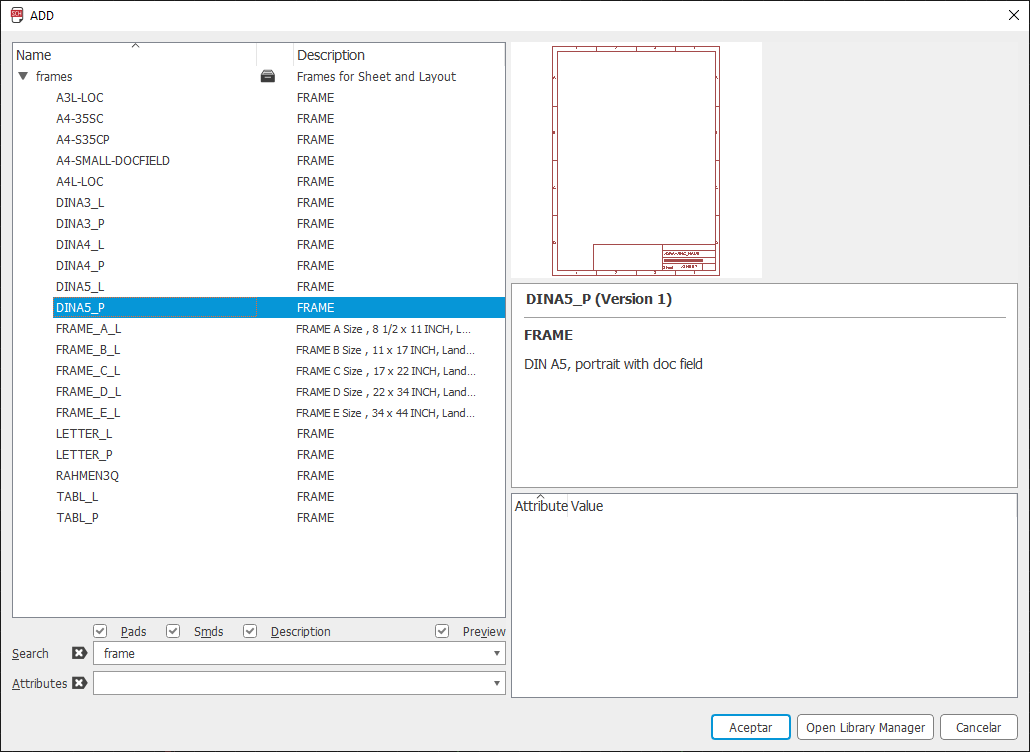 ADD
Name Description
frames Frames for Sheet and Layout
A3L-LOC FRAME
A4-35SC FRAME
A4-S35CP FRAME
A4-SMALL-DOCFIELD FRAME
A4L-LOC FRAME
DINA3_L FRAME
DINA3_P FRAME
DINA4_L FRAME
DINA4_P FRAME
DINA5_L FRAME
DINA5_P FRAME
FRAME_A_L FRAME A Size , 8 1/2 x 11 INCH, L...
FRAME_B_L FRAME B Size , 11 x 17 INCH, Land...
FRAME_C_L FRAME C Size , 17 x 22 INCH, Land...
FRAME_D_L FRAME D Size , 22 x 34 INCH, Land...
FRAME_E_L FRAME E Size , 34 x 44 INCH, Land...
LETTER_L FRAME
LETTER_P FRAME
RAHMEN3Q FRAME
TABL_L FRAME
TABL_P FRAME
Pads Smds Description Preview
Search frame
Attributes
DINA5_P (Version 1)
FRAME
DIN A5, portrait with doc field
Attribute Value
Aceptar Open Library Manager Cancelar